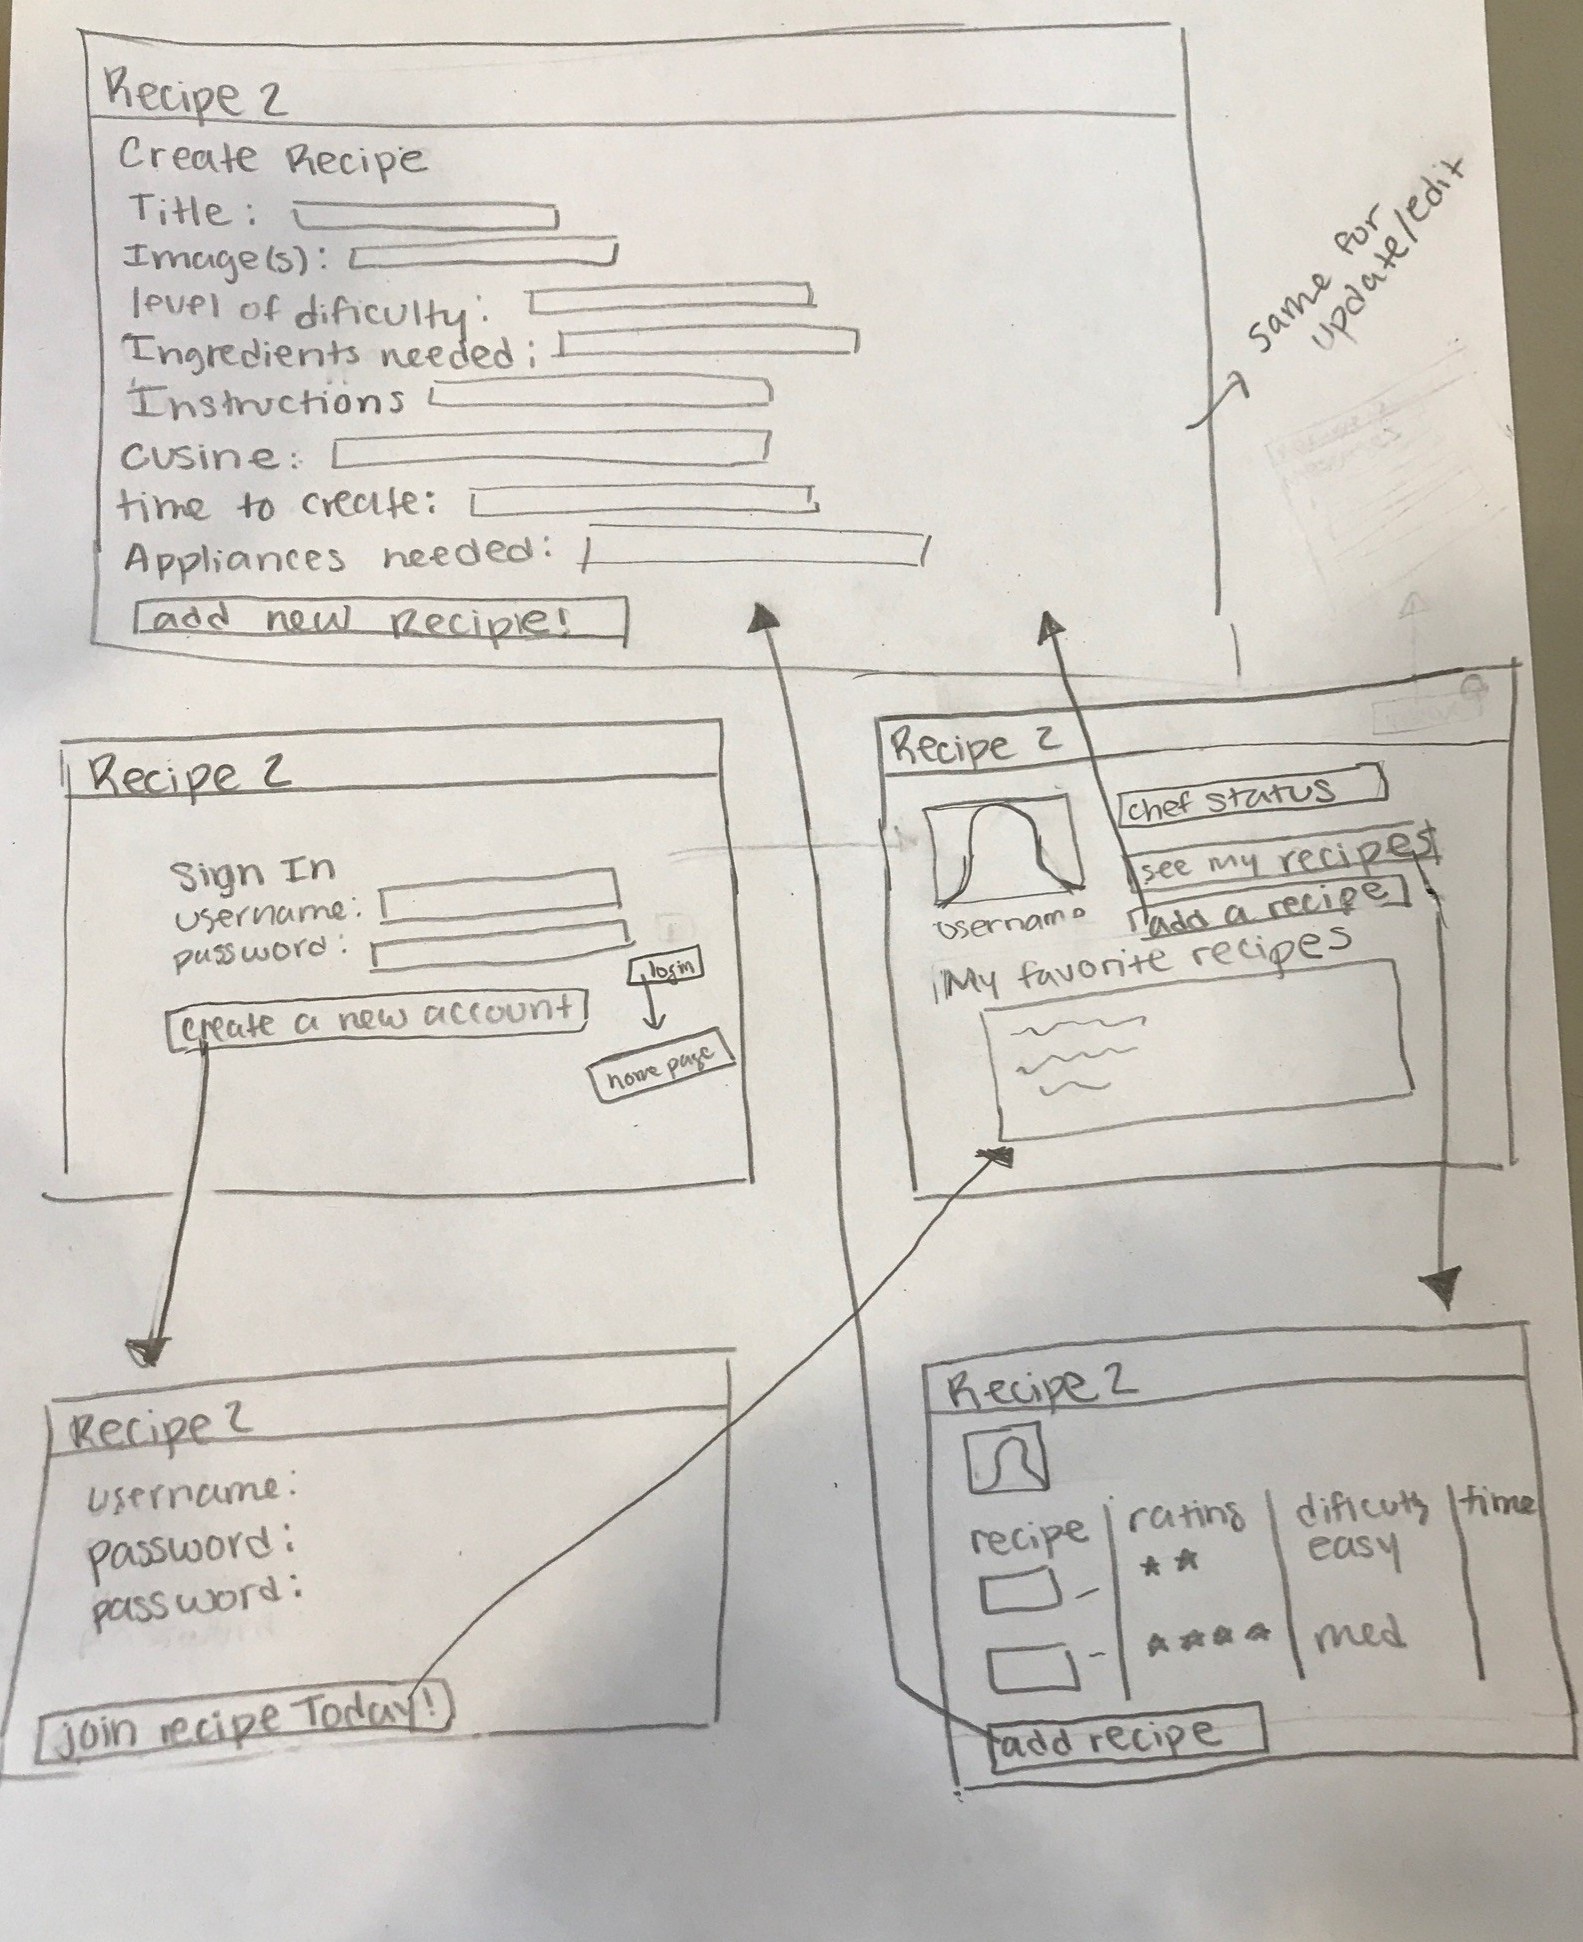 Recipe 2
Create Recipe
Title:
Image(s):
level of dificulty:
Ingredients needed:
Instructions
cusine:
time to create:
Appliances needed:
add new Recipie!
same for
update/edit
Recipe 2
Sign In
username:
password:
login
create a new account
home page
Recipe 2
chef status
see my recipes
add a recipe
username
My favorite recipes
Recipe 2
username:
password:
password:
join recipe Today!
Recipe 2
recipe rating dificulty time
easy
med
add recipe